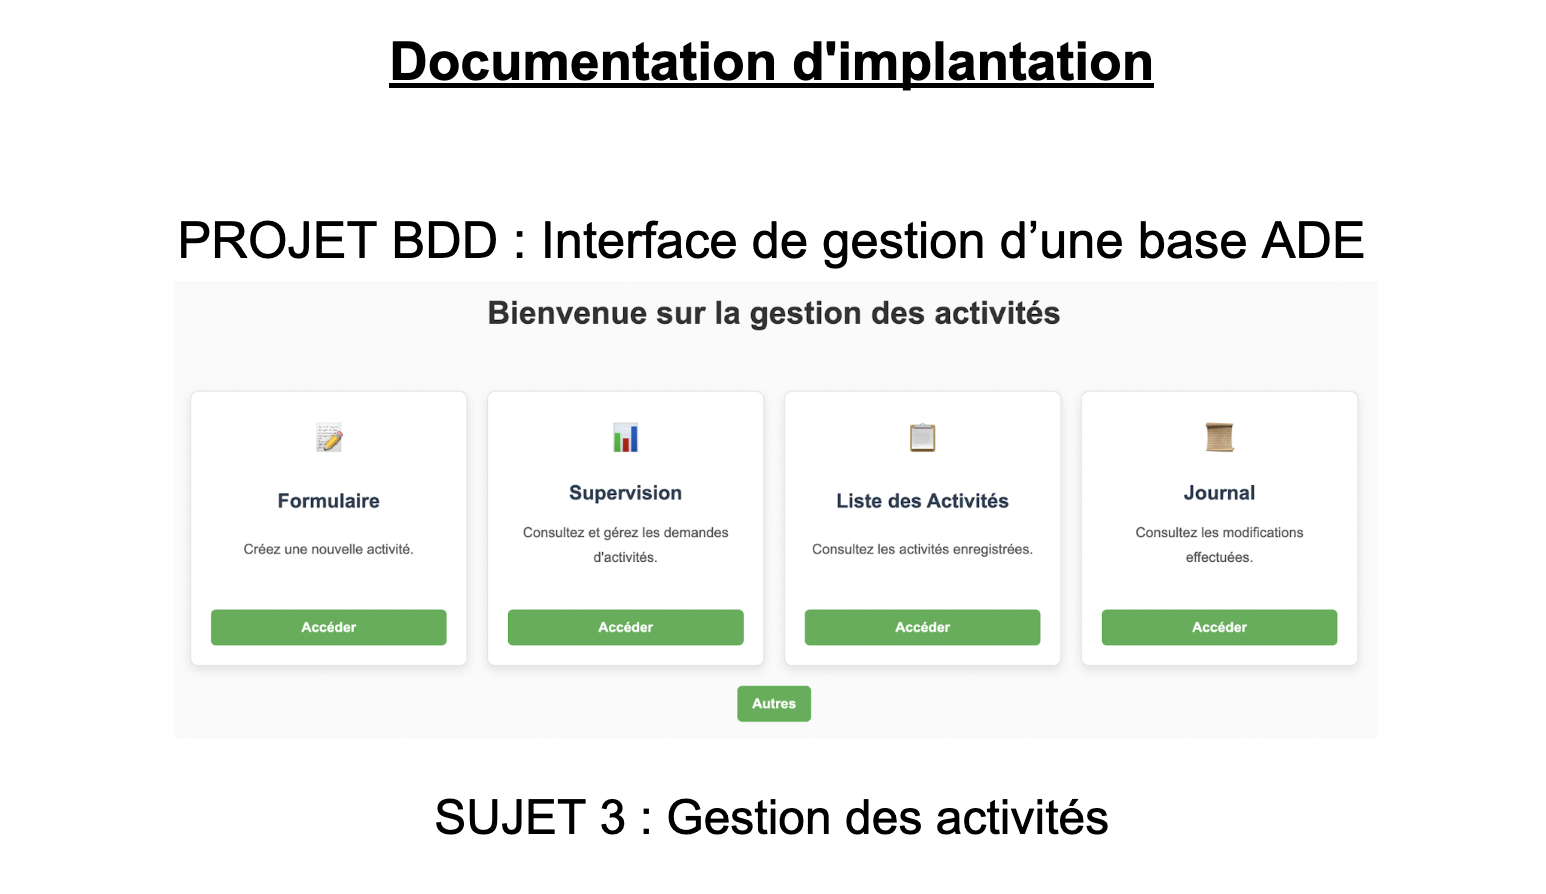 Documentation d'implantation
PROJET BDD : Interface de gestion d’une base ADE
Bienvenue sur la gestion des activités
Formulaire
Créez une nouvelle activité.
Accéder
Supervision
Consultez et gérez les demandes
d'activités.
Accéder
Liste des Activités
Consultez les activités enregistrées.
Accéder
Journal
Consultez les modifications
effectuées.
Accéder
Autres
SUJET 3 : Gestion des activités